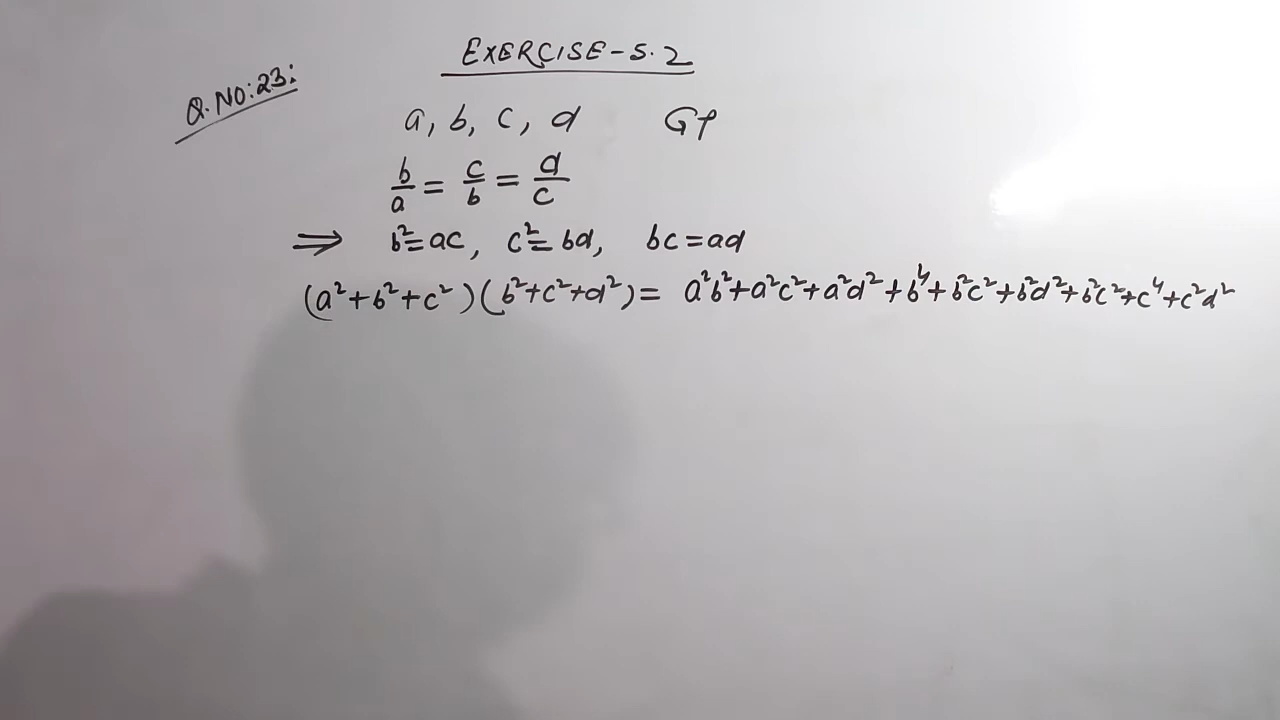 EXERCISE-5.2
Q.NO:23:
a, b, c, d GP
b/a = c/b = d/c
⇒ b²=ac, c²=bd, bc=ad
(a²+b²+c²)(b²+c²+d²)= a²b²+a²c²+a²d²+b⁴+b²c²+b²d²+b²c²+c⁴+c²d²